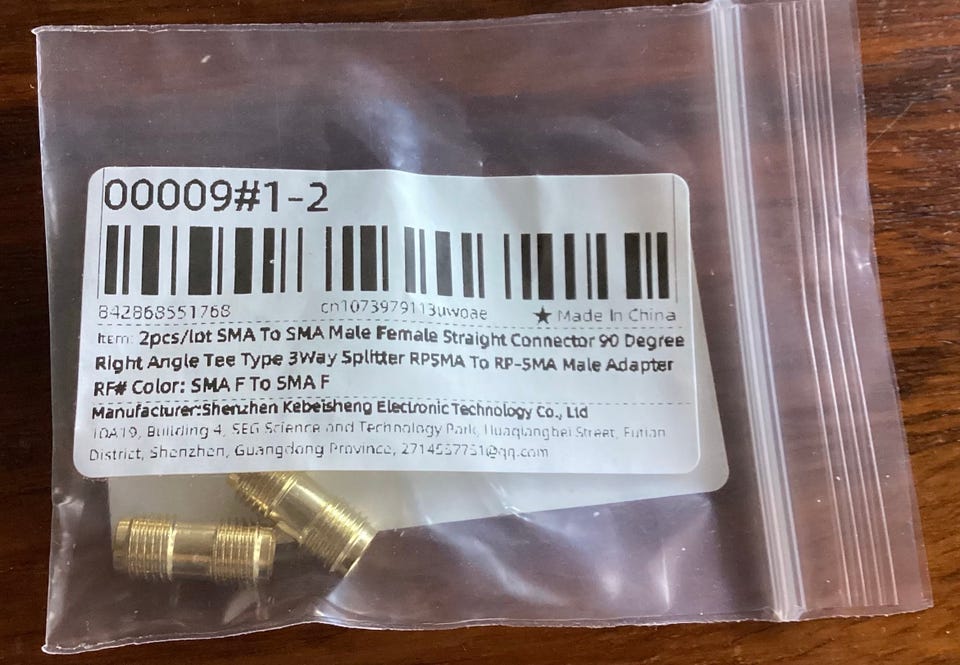 00009#1-2
842868551768 cn1073979113uwoae ★ Made In China
Item: 2pcs/lot SMA To SMA Male Female Straight Connector 90 Degree
Right Angle Tee Type 3Way Splitter RPSMA To RP-SMA Male Adapter
RF# Color: SMA F To SMA F
Manufacturer:Shenzhen Kebeisheng Electronic Technology Co., Ltd
10A19, Building 4, SEG Science and Technology Park, Huaqiangbei Street, Futian
District, Shenzhen, Guangdong Province, @qq.com